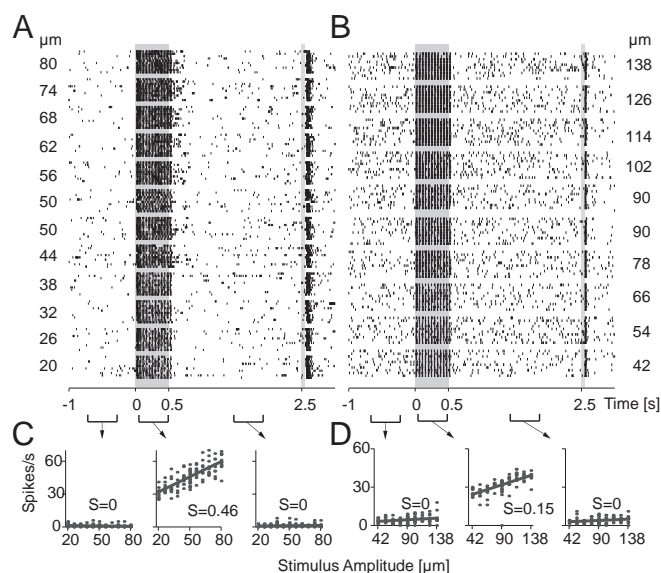 A
B
µm
µm
80
74
68
62
56
50
50
44
38
32
26
20
138
126
114
102
90
90
78
66
54
42
-1 0 0.5 2.5 -1 0 0.5 2.5 Time [s]
C
D
Spikes/s
60
30
0
S=0
S=0.46
S=0
20 50 80 20 50 80 20 50 80
60
30
0
S=0
S=0.15
S=0
42 90 138 42 90 138 42 90 138
Stimulus Amplitude [µm]